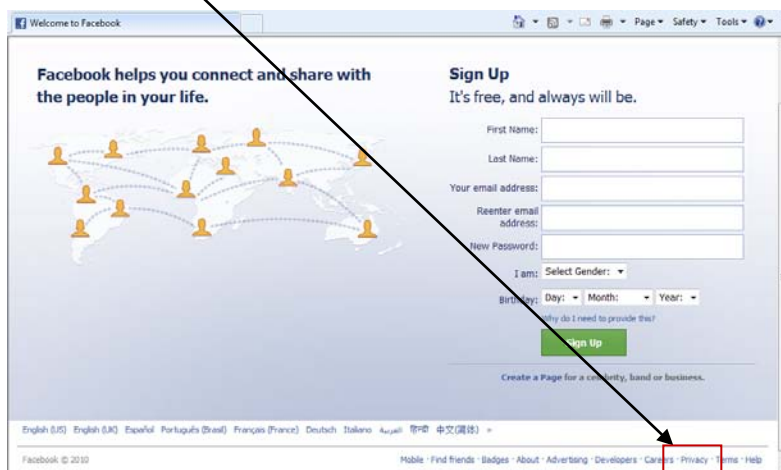 Welcome to Facebook
Page Safety Tools
Facebook helps you connect and share with
the people in your life.
Sign Up
It's free, and always will be.
First Name:
Last Name:
Your email address:
Reenter email
address:
New Password:
I am: Select Gender:
Birthday: Day: Month: Year:
Why do I need to provide this?
Sign Up
Create a Page for a celebrity, band or business.
English (US) English (UK) Español Português (Brasil) Français (France) Deutsch Italiano العربية हिन्दी 中文(简体) »
Facebook © 2010
Mobile · Find friends · Badges · About · Advertising · Developers · Careers · Privacy · Terms · Help